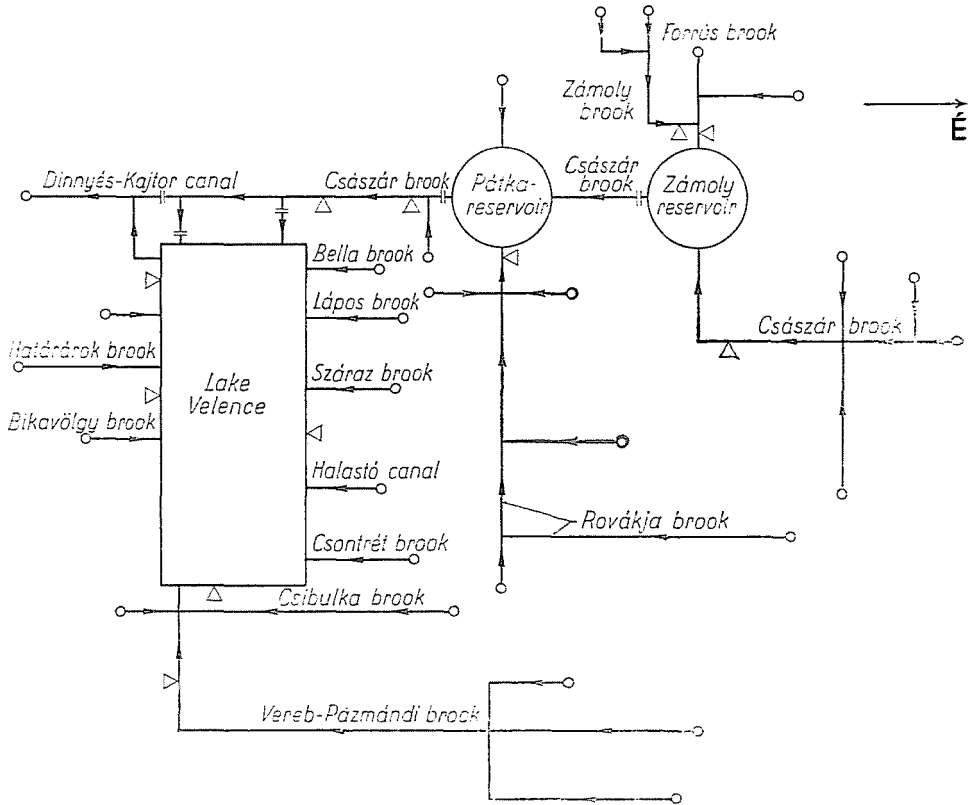 Forrás brook
Zámoly
brook
É
Dinnyés-Kajtor canal
Császár brook
Pátka-
reservoir
Császár
brook
Zámoly
reservoir
Bella brook
Lápos brook
Császár brook
Határárok brook
Száraz brook
Lake
Velence
Bikavölgy brook
Halastó canal
Rovákja brook
Csontrét brook
Csibulka brook
Vereb-Pázmándi brook